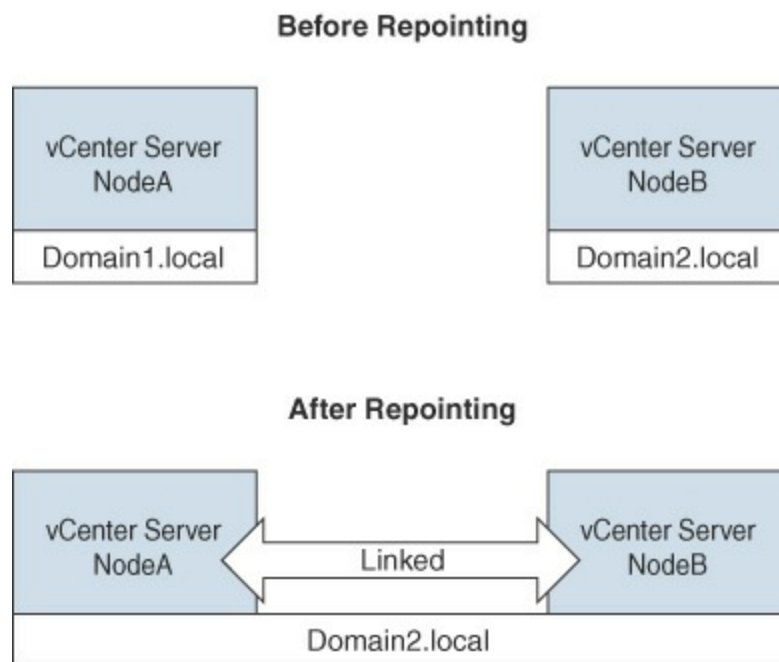 Before Repointing
vCenter Server
NodeA
Domain1.local
vCenter Server
NodeB
Domain2.local
After Repointing
vCenter Server
NodeA
Linked
vCenter Server
NodeB
Domain2.local